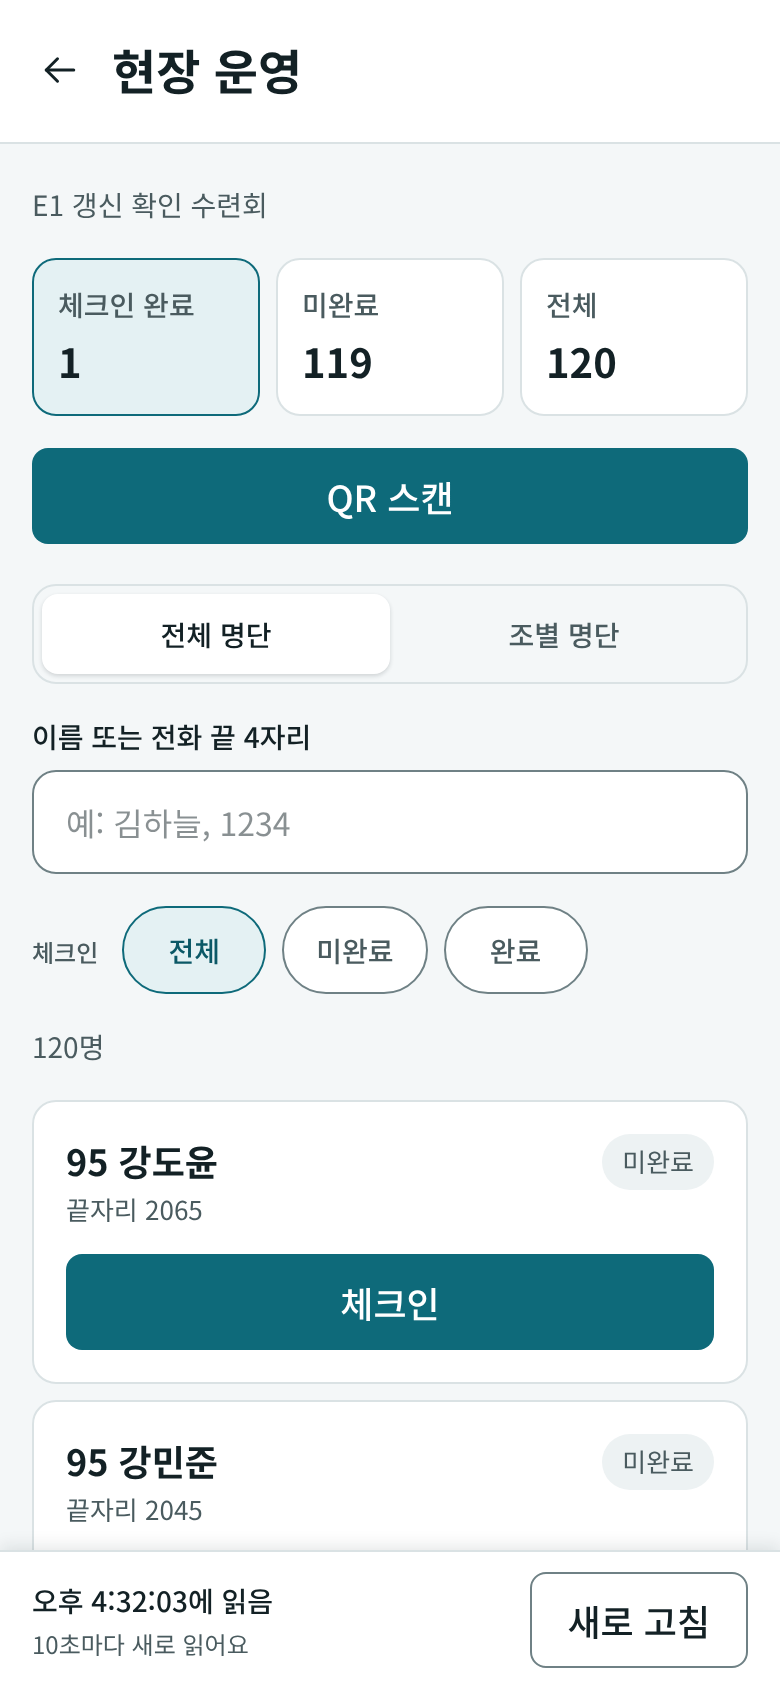 현장 운영
E1 갱신 확인 수련회
체크인 완료
1
미완료
119
전체
120
QR 스캔
전체 명단
조별 명단
이름 또는 전화 끝 4자리
예: 김하늘, 1234
체크인
전체
미완료
완료
120명
95 강도윤
미완료
끝자리 2065
체크인
95 강민준
미완료
끝자리 2045
오후 4:32:03에 읽음
10초마다 새로 읽어요
새로 고침